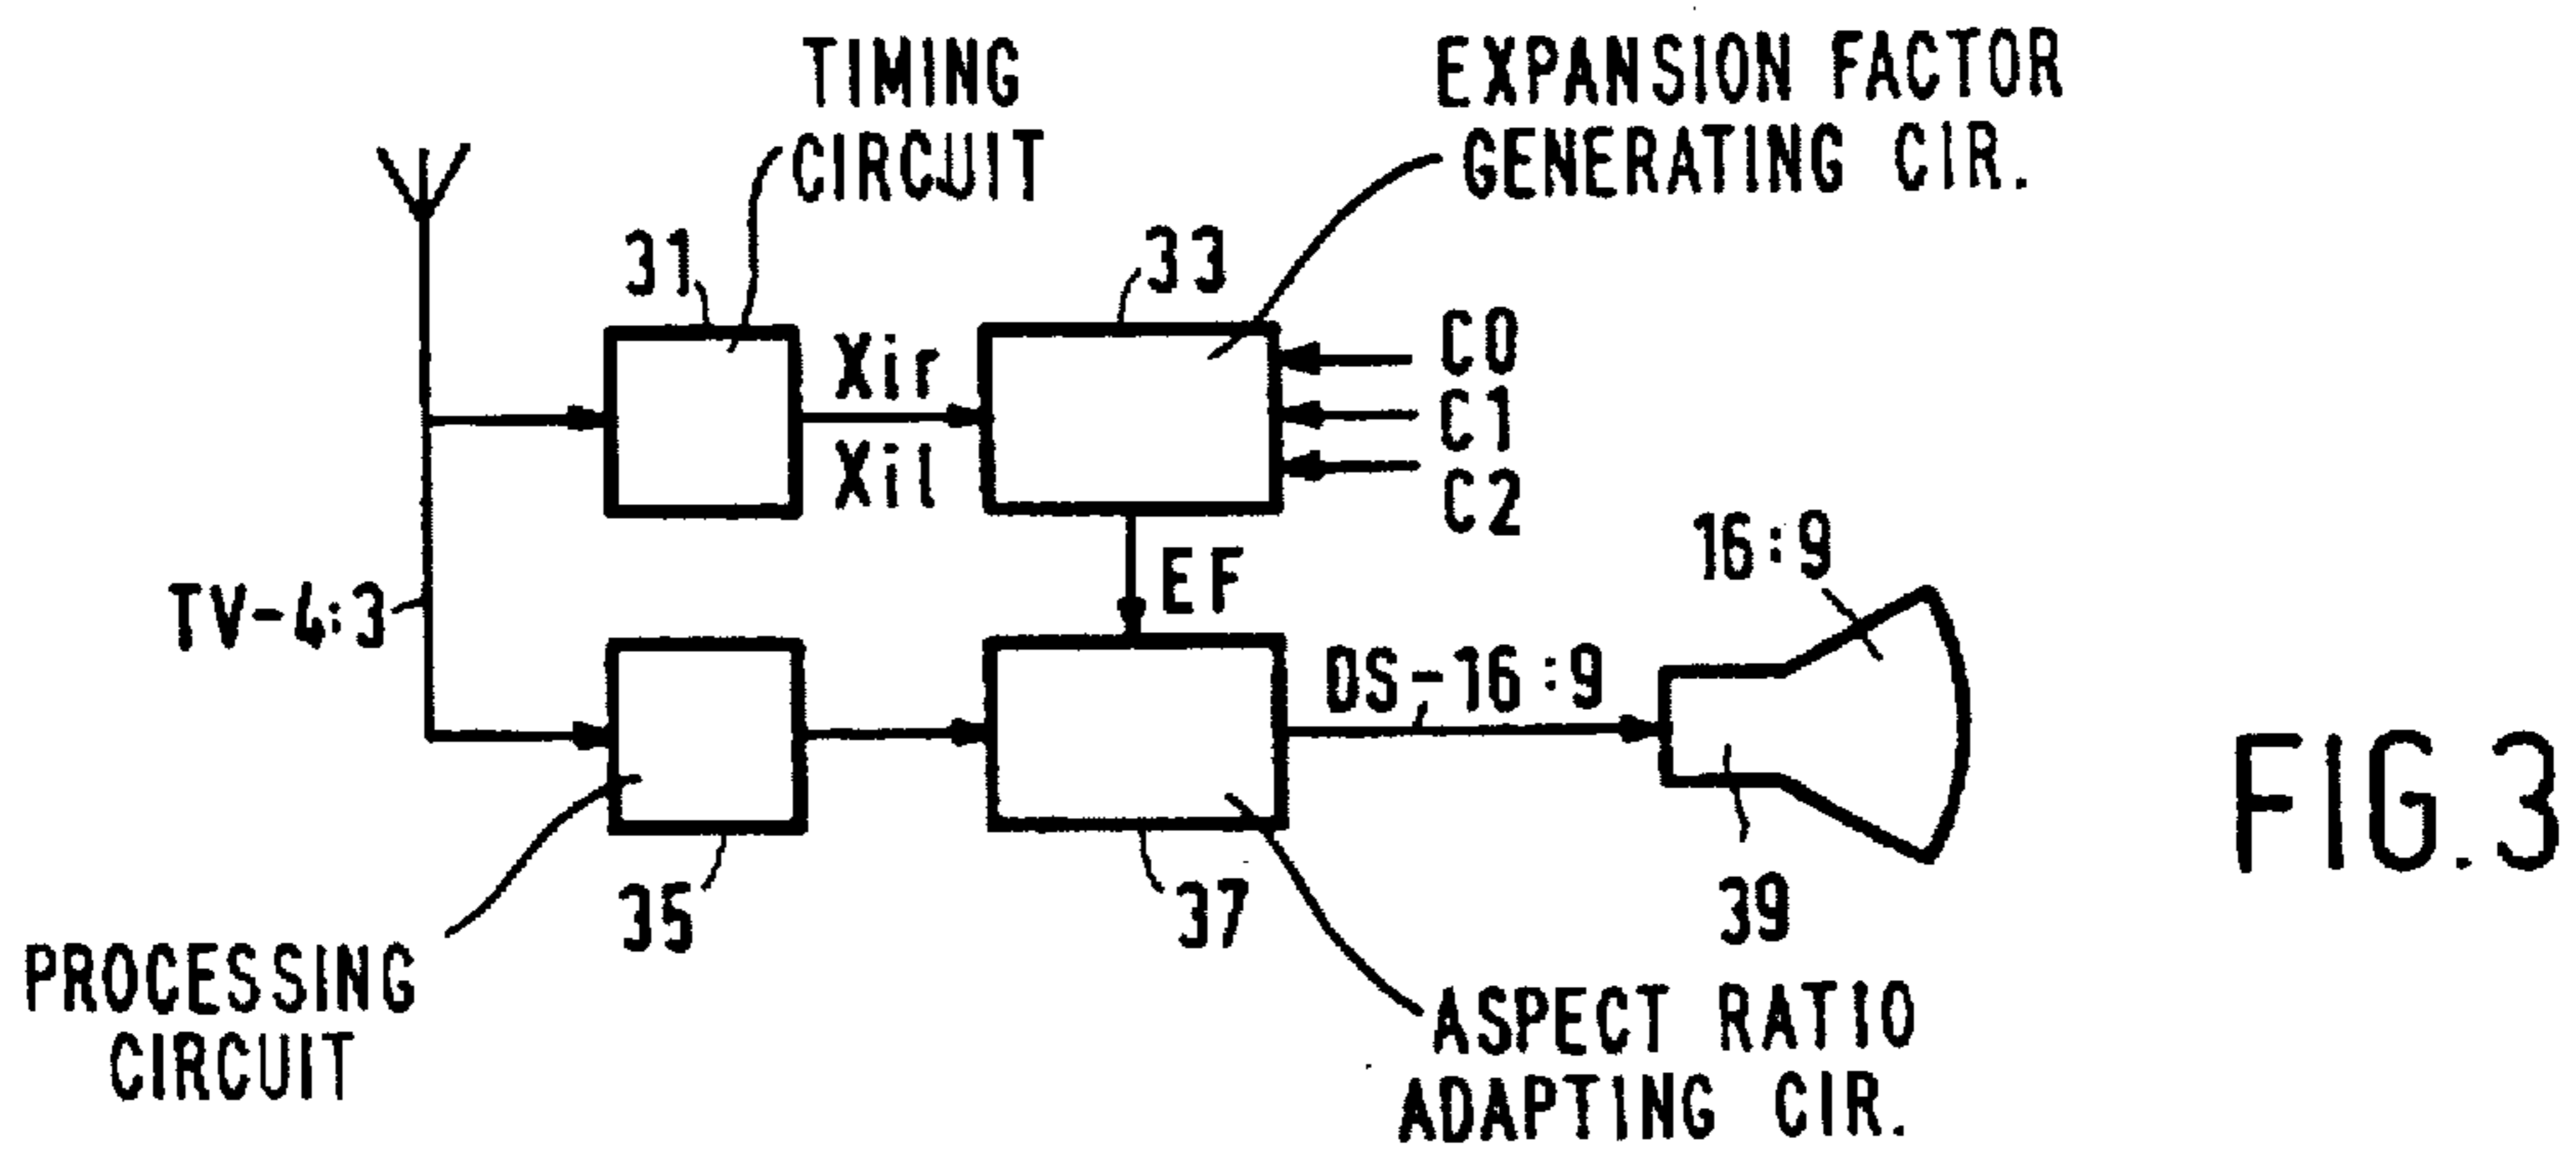 TIMING
CIRCUIT
EXPANSION FACTOR
GENERATING CIR.
31
33
Xir
Xil
C0
C1
C2
EF
TV-4:3
16:9
DS-16:9
35
37
39
PROCESSING
CIRCUIT
ASPECT RATIO
ADAPTING CIR.
FIG.3